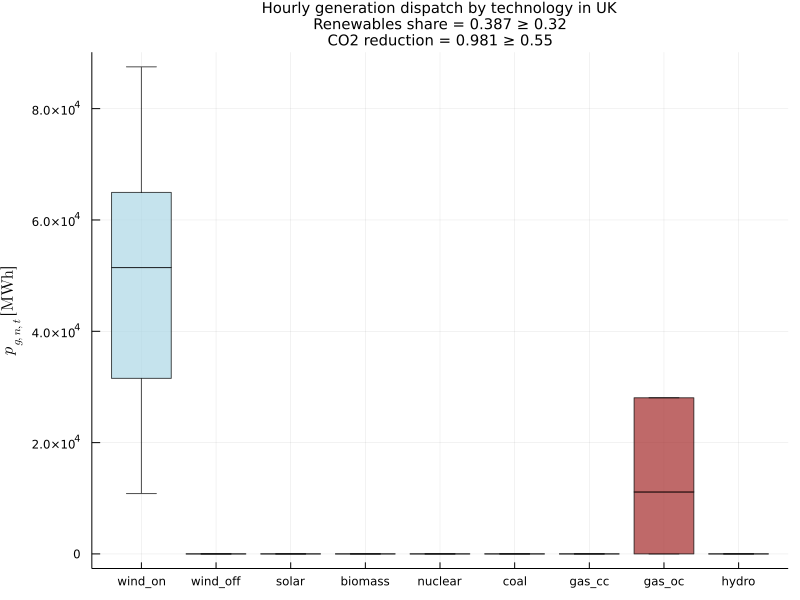 Hourly generation dispatch by technology in UK
Renewables share = 0.387 ≥ 0.32
CO2 reduction = 0.981 ≥ 0.55
p_{g,n,t} [MWh]
8.0×10⁴
6.0×10⁴
4.0×10⁴
2.0×10⁴
0
wind_on wind_off solar biomass nuclear coal gas_cc gas_oc hydro